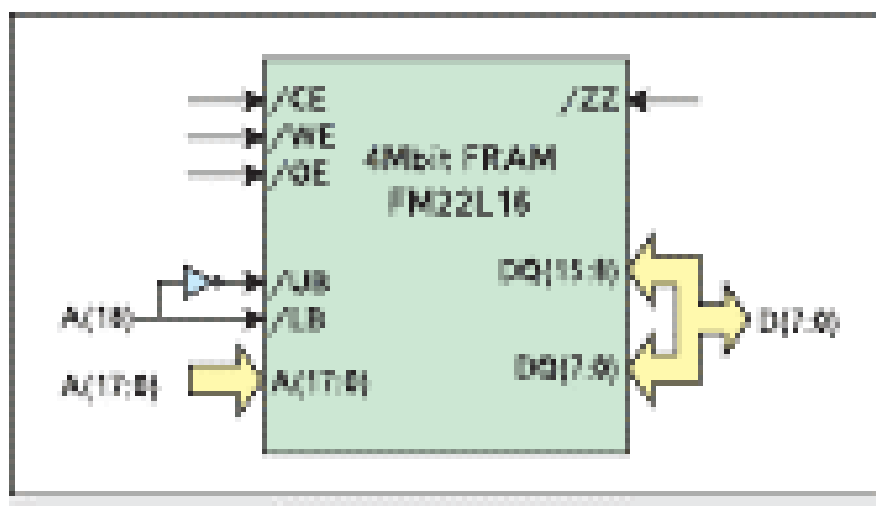 /CE
/ZZ
/WE
/OE
4Mbit FRAM
FM22L16
/UB
DQ(15:8)
A(18)
/LB
D(7:0)
A(17:0)
A(17:0)
DQ(7:0)